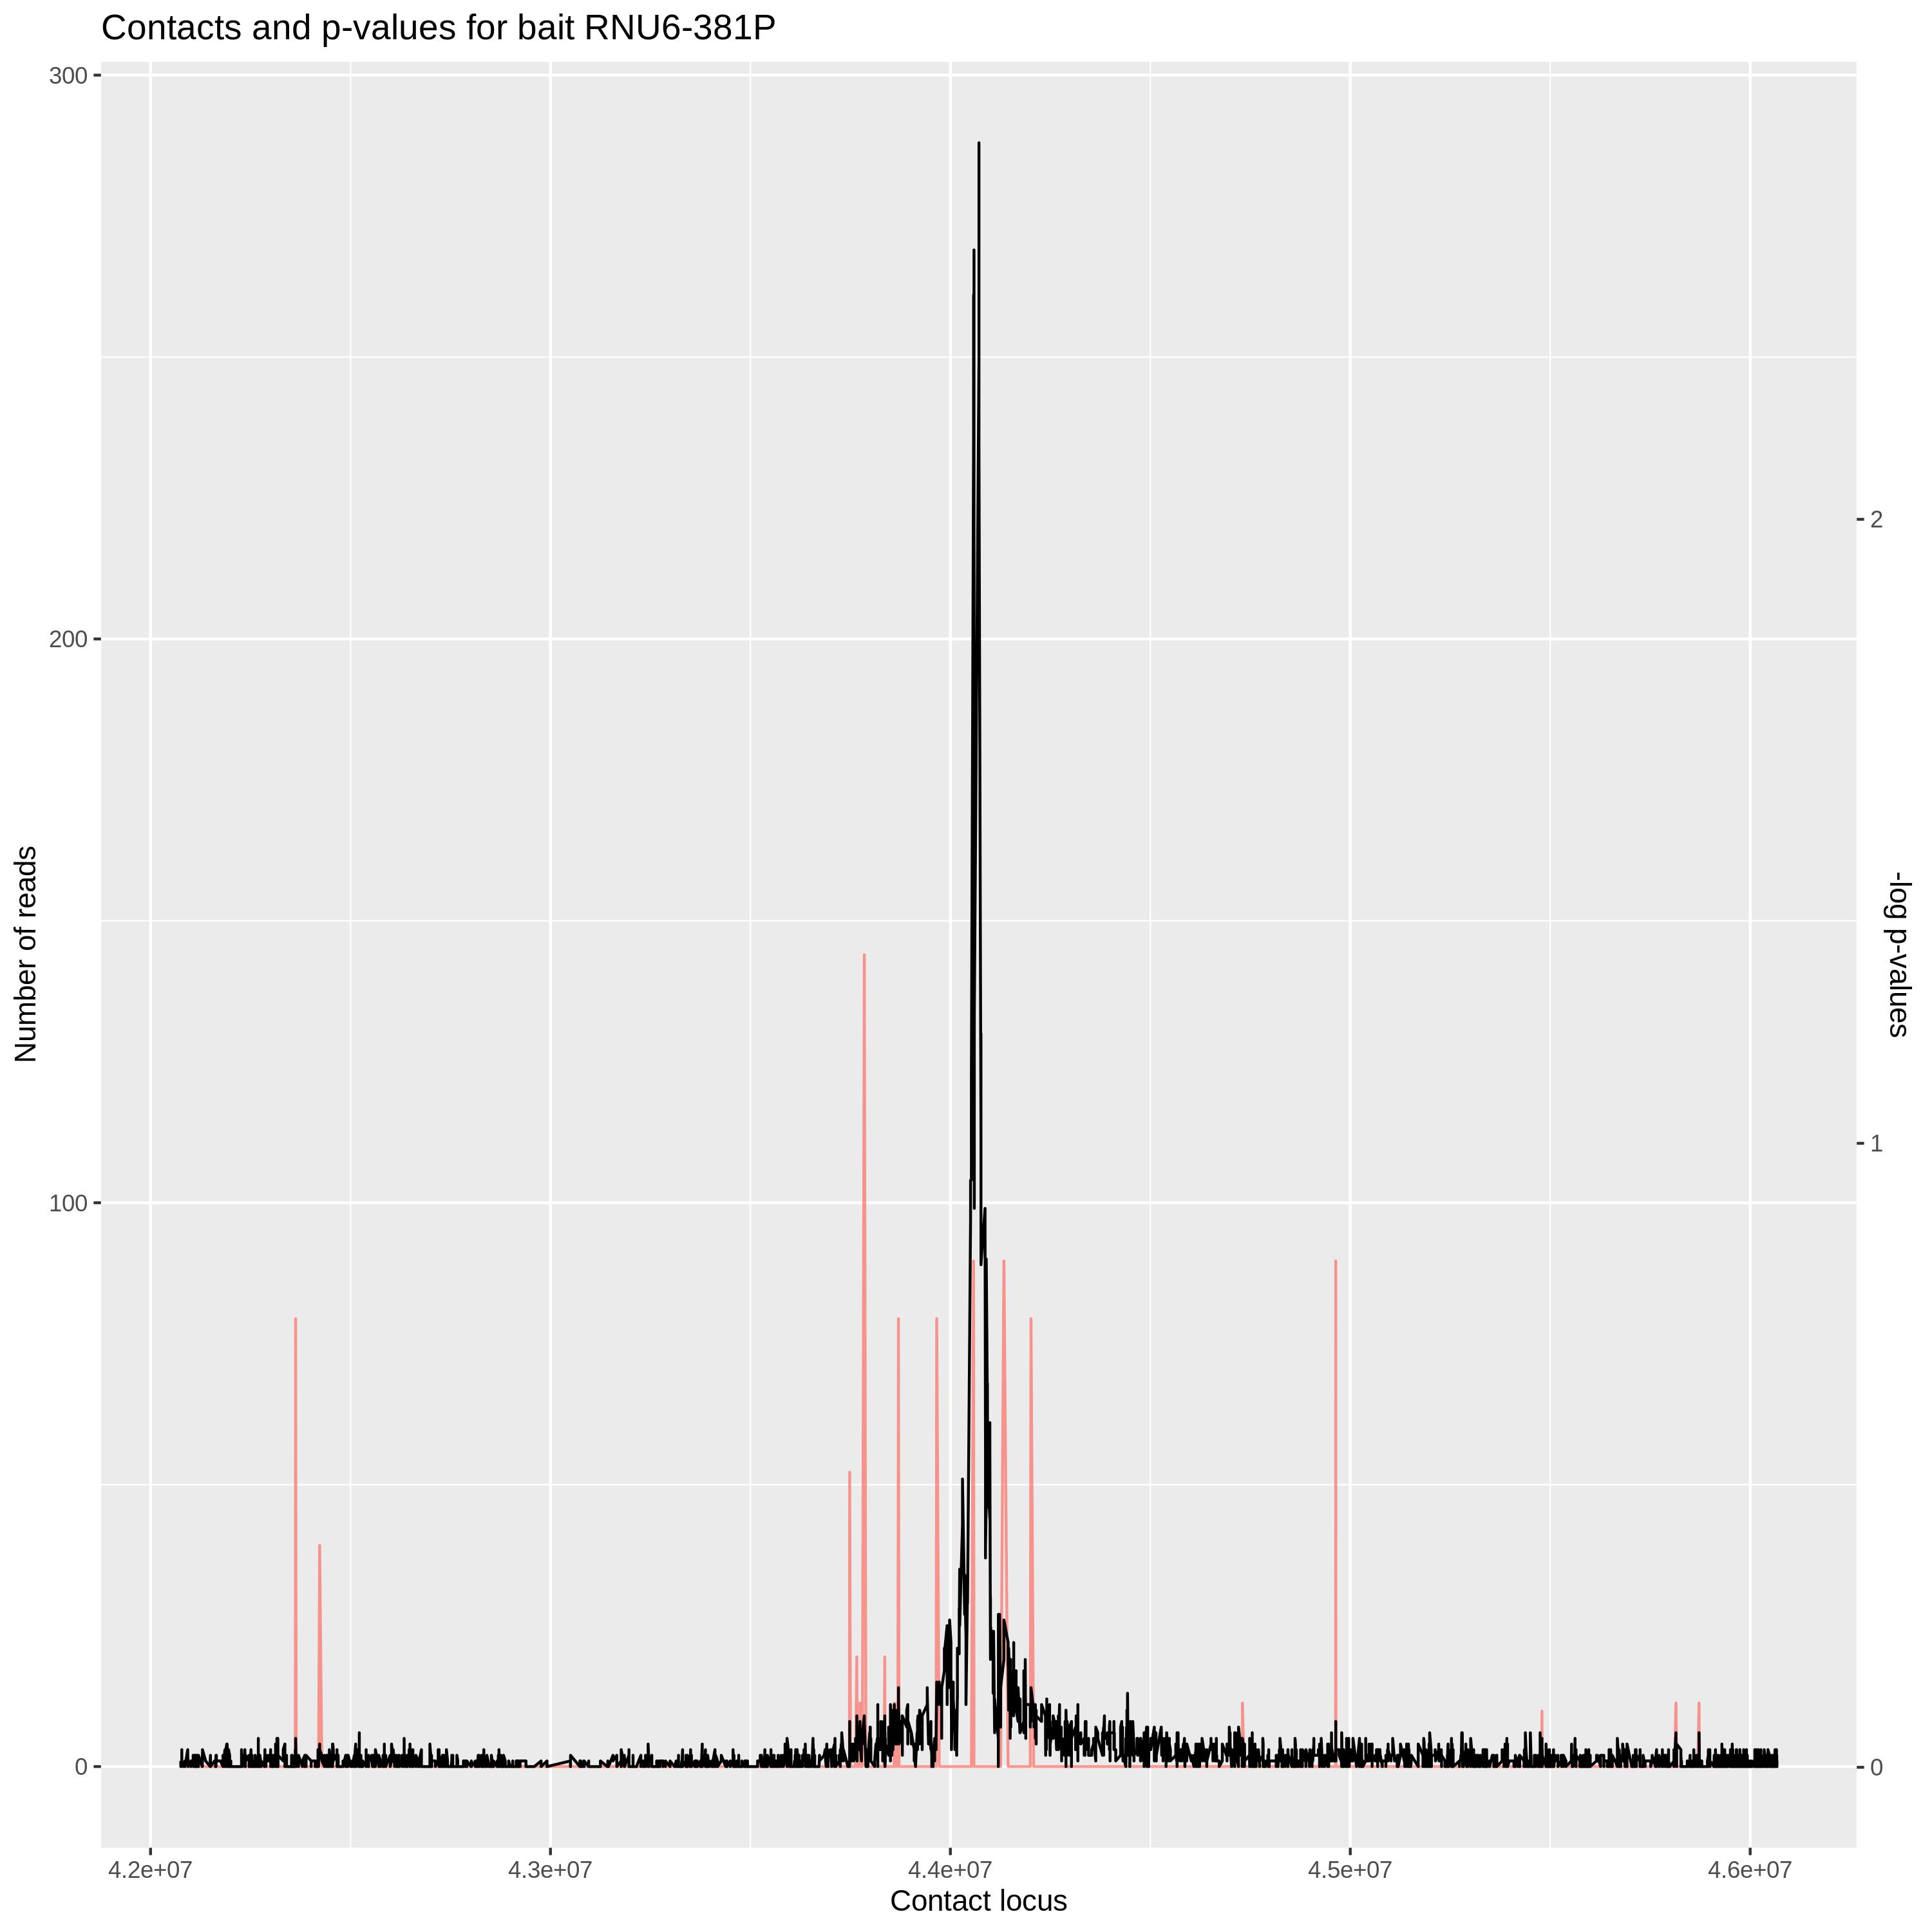 Contacts and p-values for bait RNU6-381P
300
200
100
0
Number of reads
2
1
0
-log p-values
4.2e+07
4.3e+07
4.4e+07
4.5e+07
4.6e+07
Contact locus